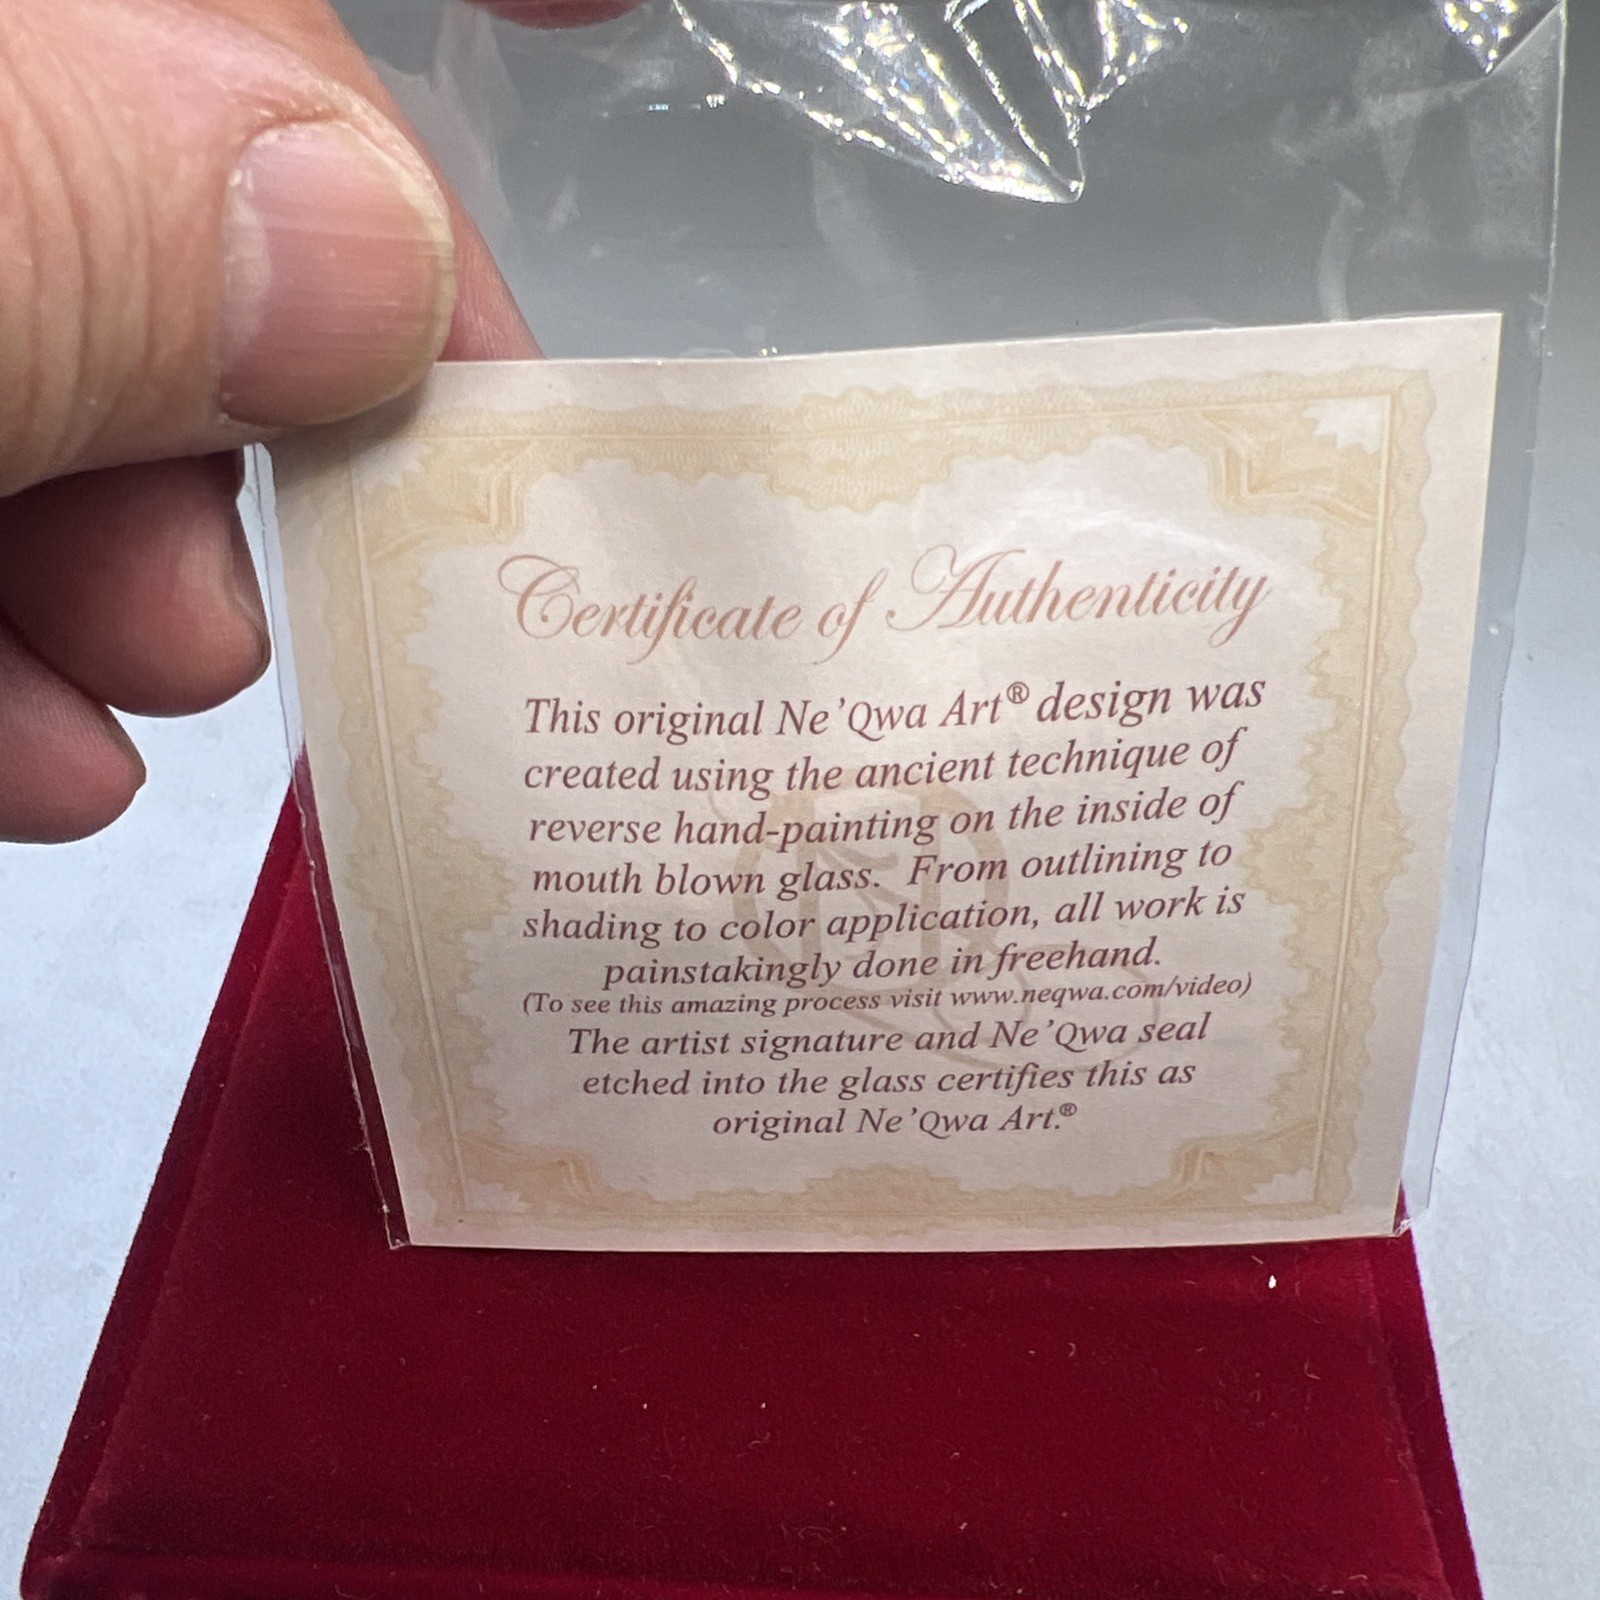 Certificate of Authenticity
This original Ne'Qwa Art® design was
created using the ancient technique of
reverse hand-painting on the inside of
mouth blown glass. From outlining to
shading to color application, all work is
painstakingly done in freehand.
(To see this amazing process visit www.neqwa.com/video)
The artist signature and Ne'Qwa seal
etched into the glass certifies this as
original Ne'Qwa Art.®